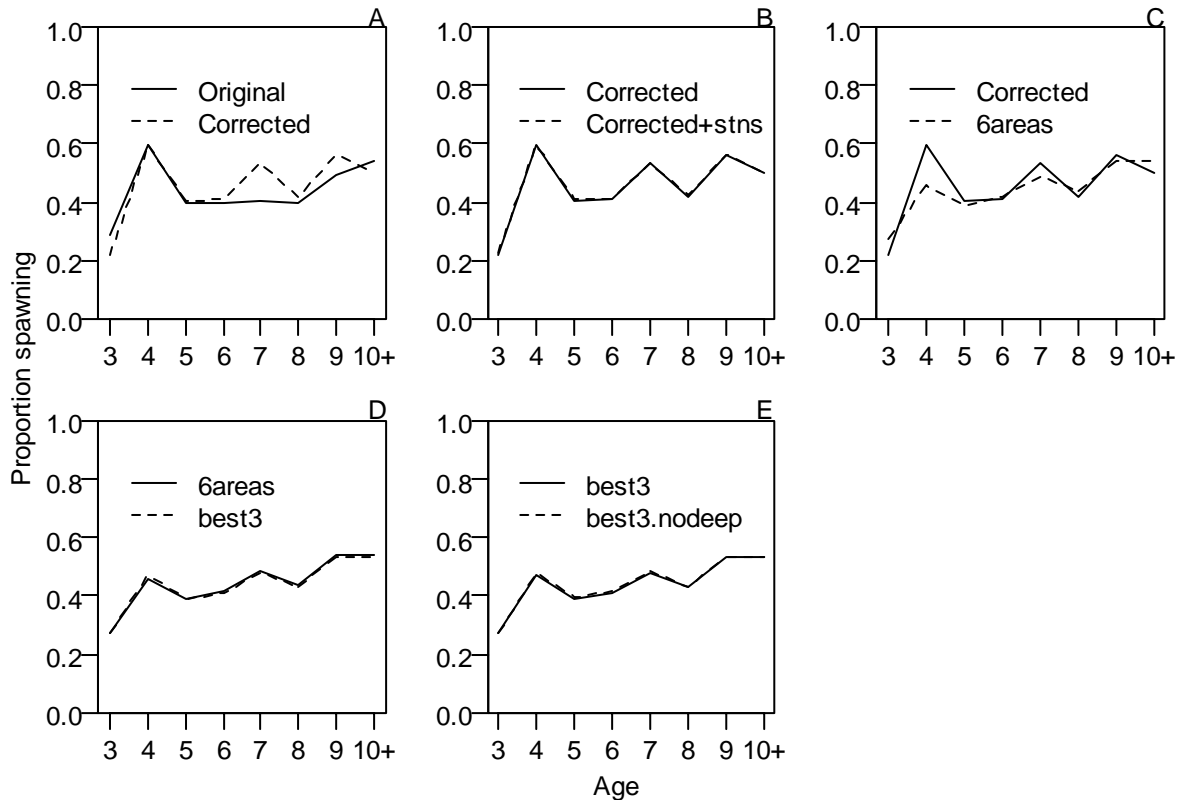 A
1.0
0.8
0.6
0.4
0.2
0.0
Original
Corrected
3 4 5 6 7 8 9 10+
B
1.0
0.8
0.6
0.4
0.2
0.0
Corrected
Corrected+stns
3 4 5 6 7 8 9 10+
C
1.0
0.8
0.6
0.4
0.2
0.0
Corrected
6areas
3 4 5 6 7 8 9 10+
Proportion spawning
D
1.0
0.8
0.6
0.4
0.2
0.0
6areas
best3
3 4 5 6 7 8 9 10+
E
1.0
0.8
0.6
0.4
0.2
0.0
best3
best3.nodeep
3 4 5 6 7 8 9 10+
Age